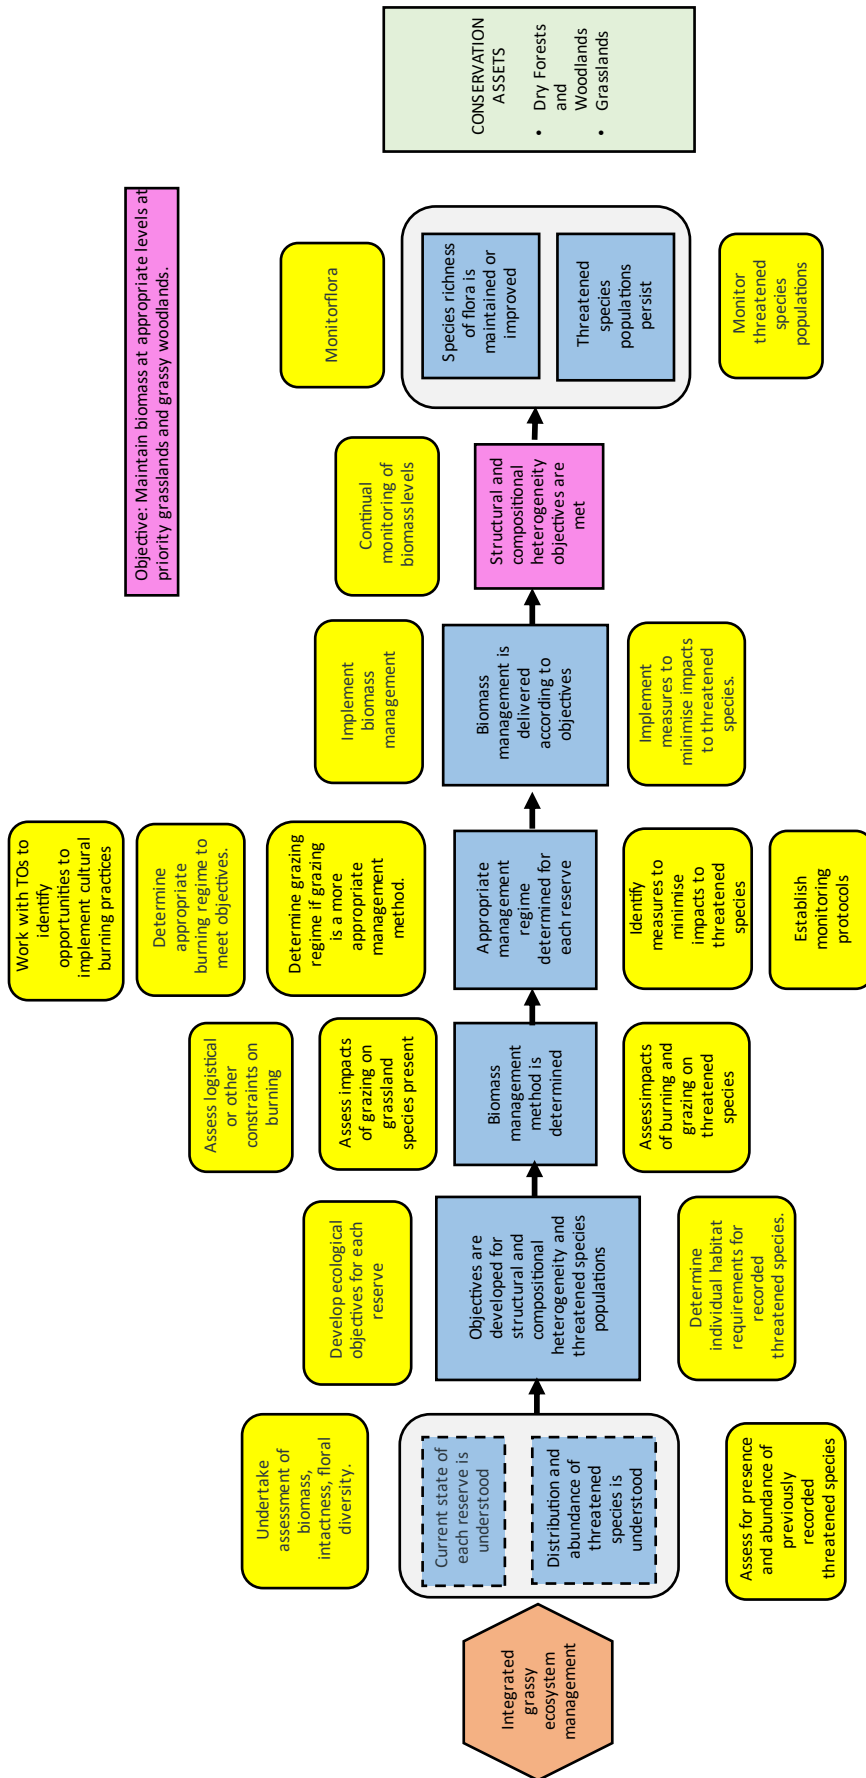 Objective: Maintain biomass at appropriate levels at
priority grasslands and grassy woodlands.
Work with TOs to
identify
opportunities to
implement cultural
burning practices
Determine
appropriate
burning regime to
meet objectives.
Undertake
assessment of
biomass,
intactness, floral
diversity.
Develop ecological
objectives for each
reserve
Assess logistical
or other
constraints on
burning
Assess impacts
of grazing on
grassland
species present
Determine grazing
regime if grazing
is a more
appropriate
management
method.
Implement
biomass
management
Continual
monitoring of
biomasslevels
Monitorflora
Integrated
grassy
ecosystem
management
Current state of
each reserve is
understood
Distribution and
abundance of
threatened
species is
understood
Objectives are
developed for
structural and
compositional
heterogeneity and
threatened species
populations
Biomass
management
method is
determined
Appropriate
management
regime
determined for
each reserve
Biomass
management is
delivered
according to
objectives
Structural and
compositional
heterogeneity
objectives are
met
Species richness
of flora is
maintained or
improved
Threatened
species
populations
persist
CONSERVATION
ASSETS
• Dry Forests
and
Woodlands
• Grasslands
Assess for presence
and abundance of
previously
recorded
threatened species
Determine
individual habitat
requirements for
recorded
threatened species.
Assessimpacts
of burning and
grazing on
threatened
species
Identify
measures to
minimise
impacts to
threatened
species
Establish
monitoring
protocols
Implement
measures to
minimise impacts
to threatened
species.
Monitor
threatened
species
populations